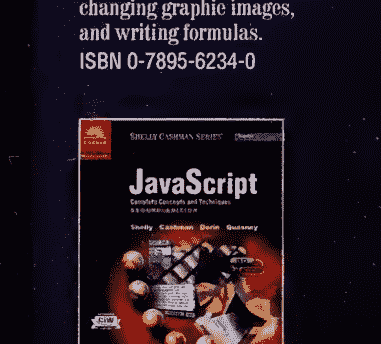 changing graphic images,
and writing formulas.
ISBN 0-7895-6234-0
SHELLY CASHMAN SERIES
JavaScript
Complete Concepts and Techniques
Shelly Cashman Dorin Quasney